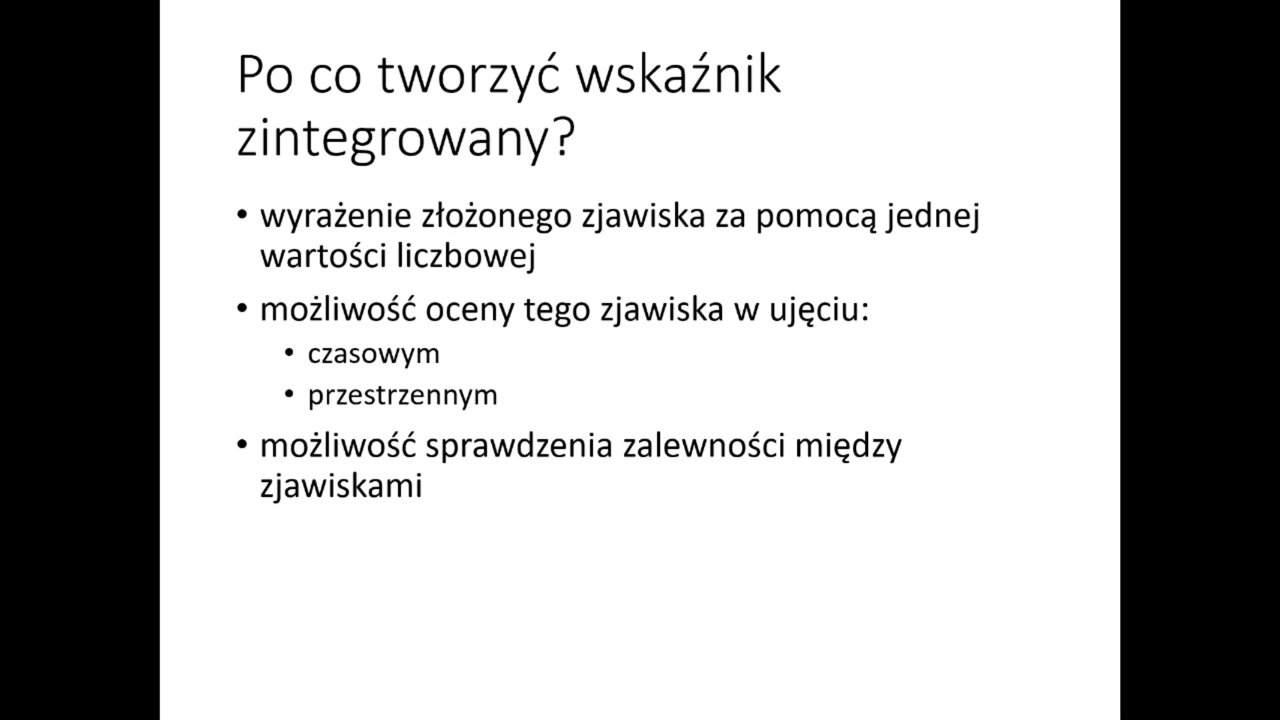 Po co tworzyć wskaźnik
zintegrowany?
• wyrażenie złożonego zjawiska za pomocą jednej
wartości liczbowej
• możliwość oceny tego zjawiska w ujęciu:
• czasowym
• przestrzennym
• możliwość sprawdzenia zalewności między
zjawiskami